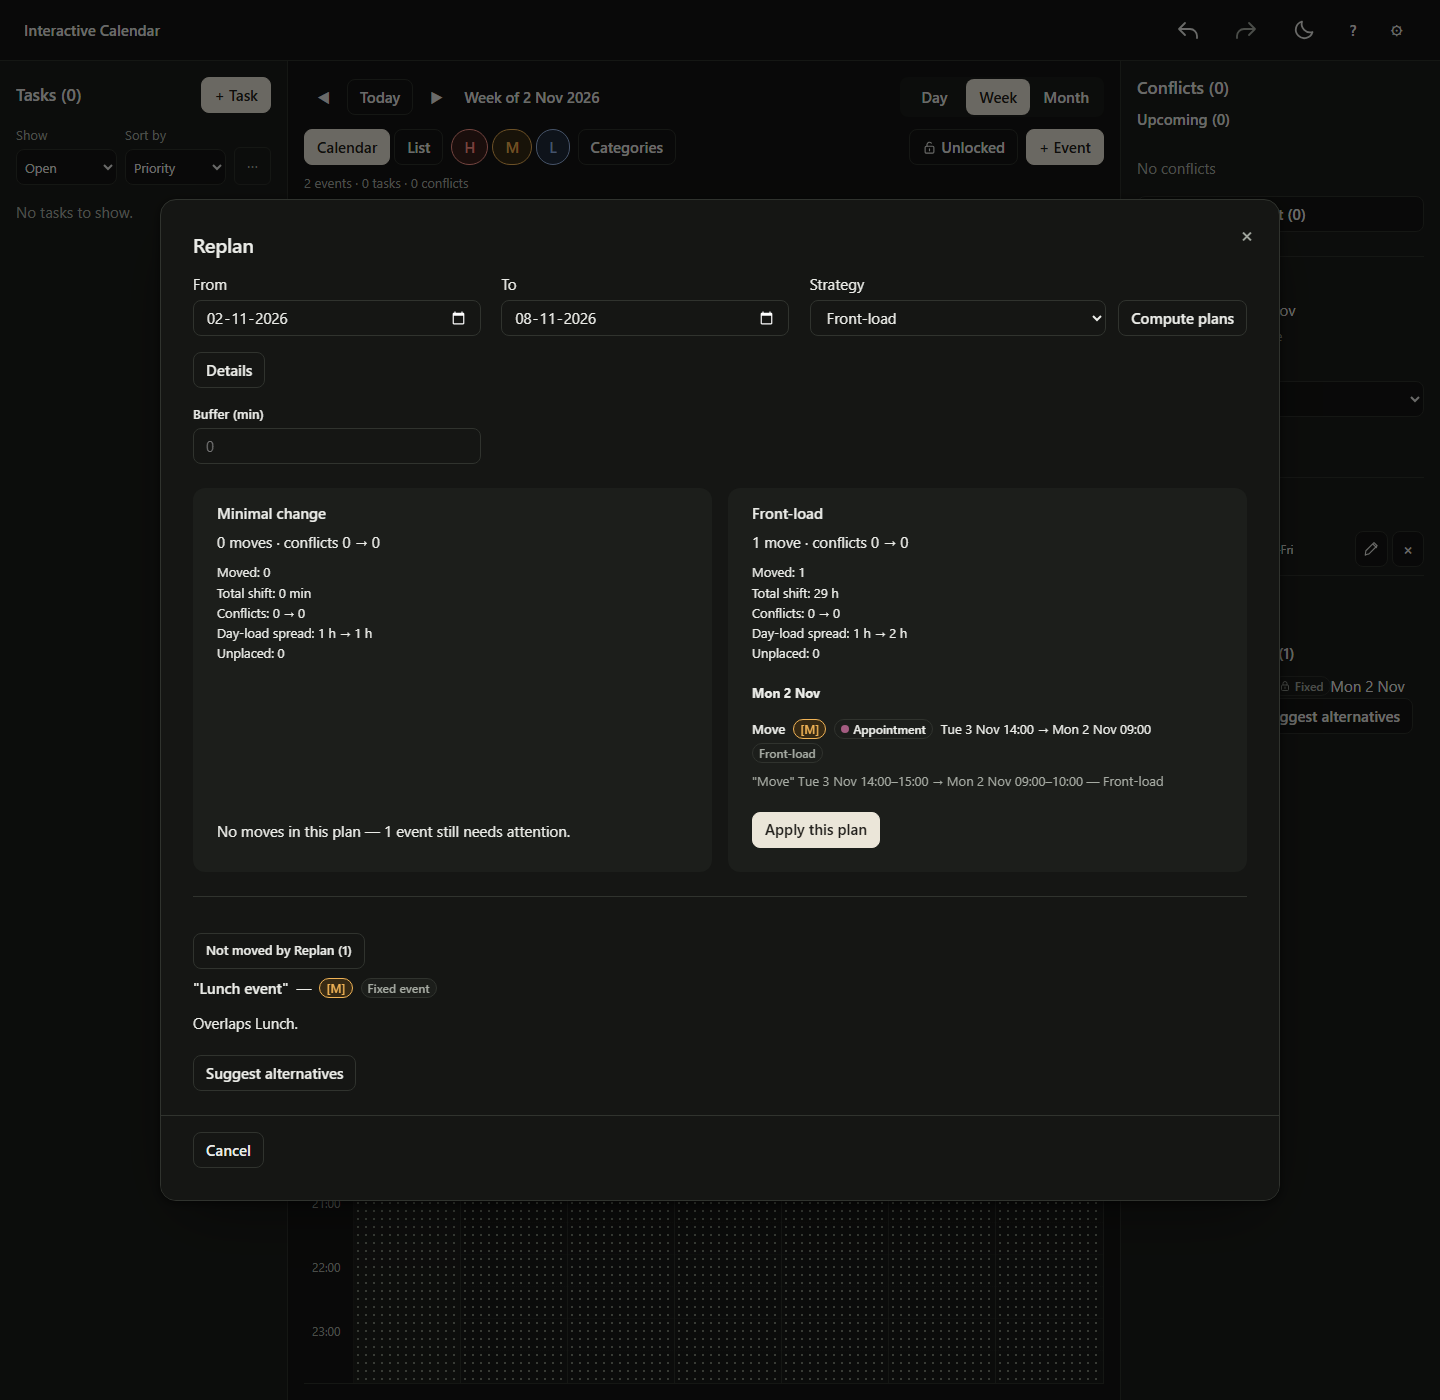 Interactive Calendar
?
Tasks (0)
+ Task
Show
Sort by
Open
Priority
...
No tasks to show.
Today
Week of 2 Nov 2026
Day
Week
Month
Calendar
List
H
M
L
Categories
Unlocked
+ Event
2 events · 0 tasks · 0 conflicts
Conflicts (0)
Upcoming (0)
No conflicts
t (0)
ov
Fri
×
(1)
Fixed
Mon 2 Nov
ggest alternatives
Replan
×
From
To
Strategy
02-11-2026
08-11-2026
Front-load
Compute plans
Details
Buffer (min)
0
Minimal change
0 moves · conflicts 0 → 0
Moved: 0
Total shift: 0 min
Conflicts: 0 → 0
Day-load spread: 1 h → 1 h
Unplaced: 0
No moves in this plan — 1 event still needs attention.
Front-load
1 move · conflicts 0 → 0
Moved: 1
Total shift: 29 h
Conflicts: 0 → 0
Day-load spread: 1 h → 2 h
Unplaced: 0
Mon 2 Nov
Move [M] Appointment Tue 3 Nov 14:00 → Mon 2 Nov 09:00
Front-load
"Move" Tue 3 Nov 14:00–15:00 → Mon 2 Nov 09:00–10:00 — Front-load
Apply this plan
Not moved by Replan (1)
"Lunch event" — [M] Fixed event
Overlaps Lunch.
Suggest alternatives
Cancel
21:00
22:00
23:00